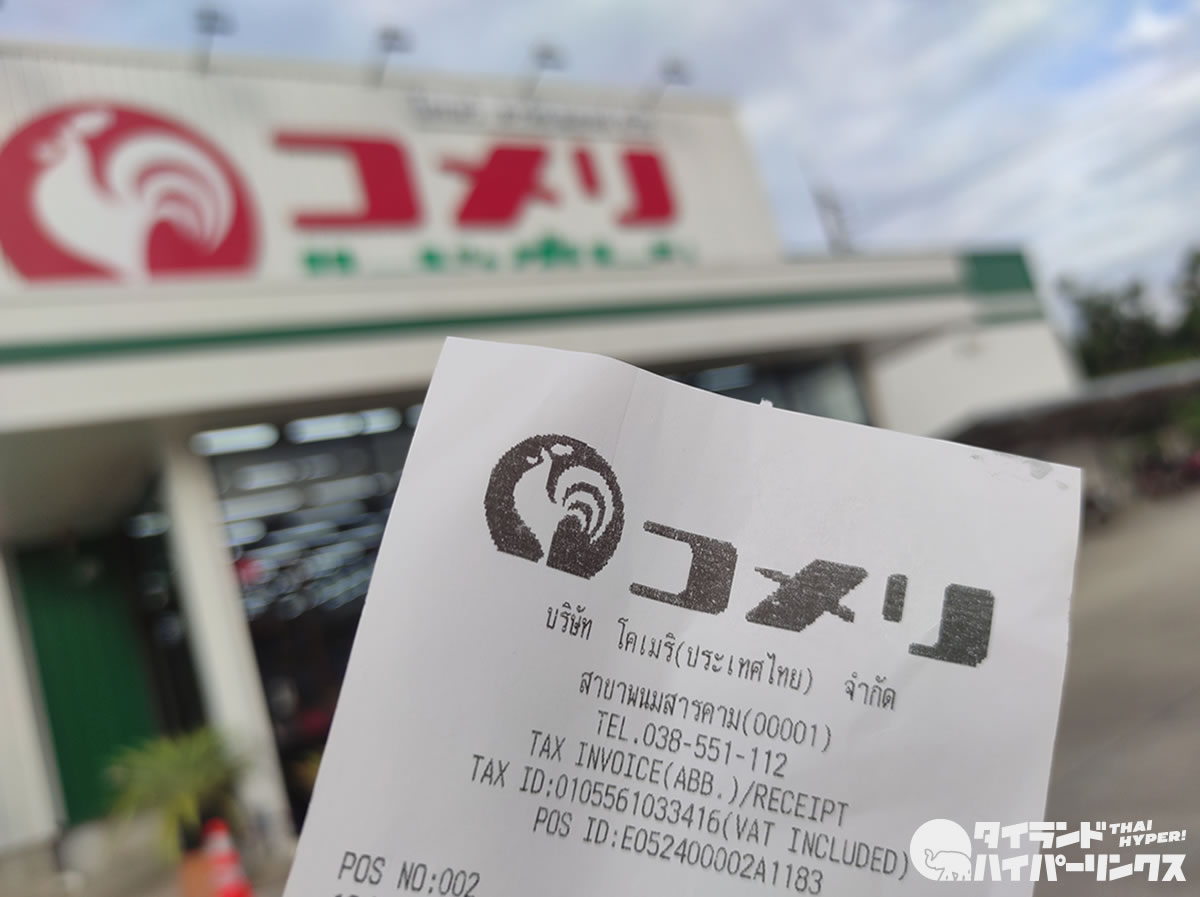 コメリ
コメリ
บริษัท โคเมริ(ประเทศไทย) จำกัด
สาขาพนมสารคาม(00001)
TEL.038-551-112
TAX INVOICE(ABB.)/RECEIPT
TAX ID:0105561033416(VAT INCLUDED)
POS ID:E052400002A1183
POS NO:002
タイランド THAI
ハイパーリンクス HYPER!